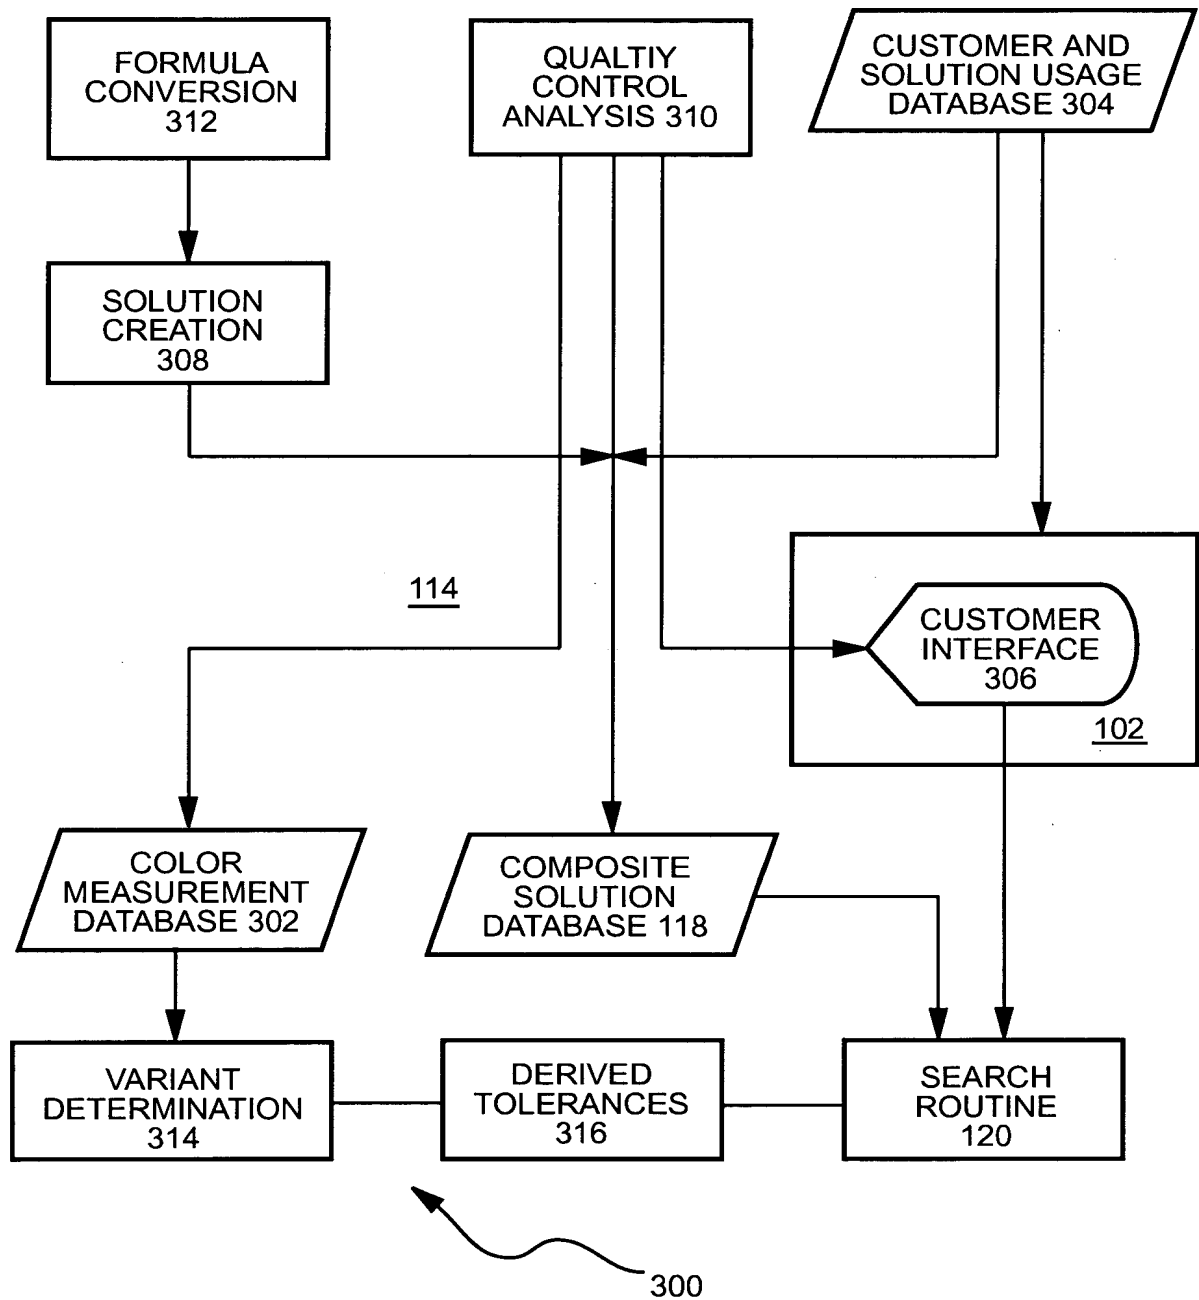 FORMULA
CONVERSION
312
QUALTIY
CONTROL
ANALYSIS 310
CUSTOMER AND
SOLUTION USAGE
DATABASE 304
SOLUTION
CREATION
308
114
CUSTOMER
INTERFACE
306
102
COLOR
MEASUREMENT
DATABASE 302
COMPOSITE
SOLUTION
DATABASE 118
VARIANT
DETERMINATION
314
DERIVED
TOLERANCES
316
SEARCH
ROUTINE
120
300